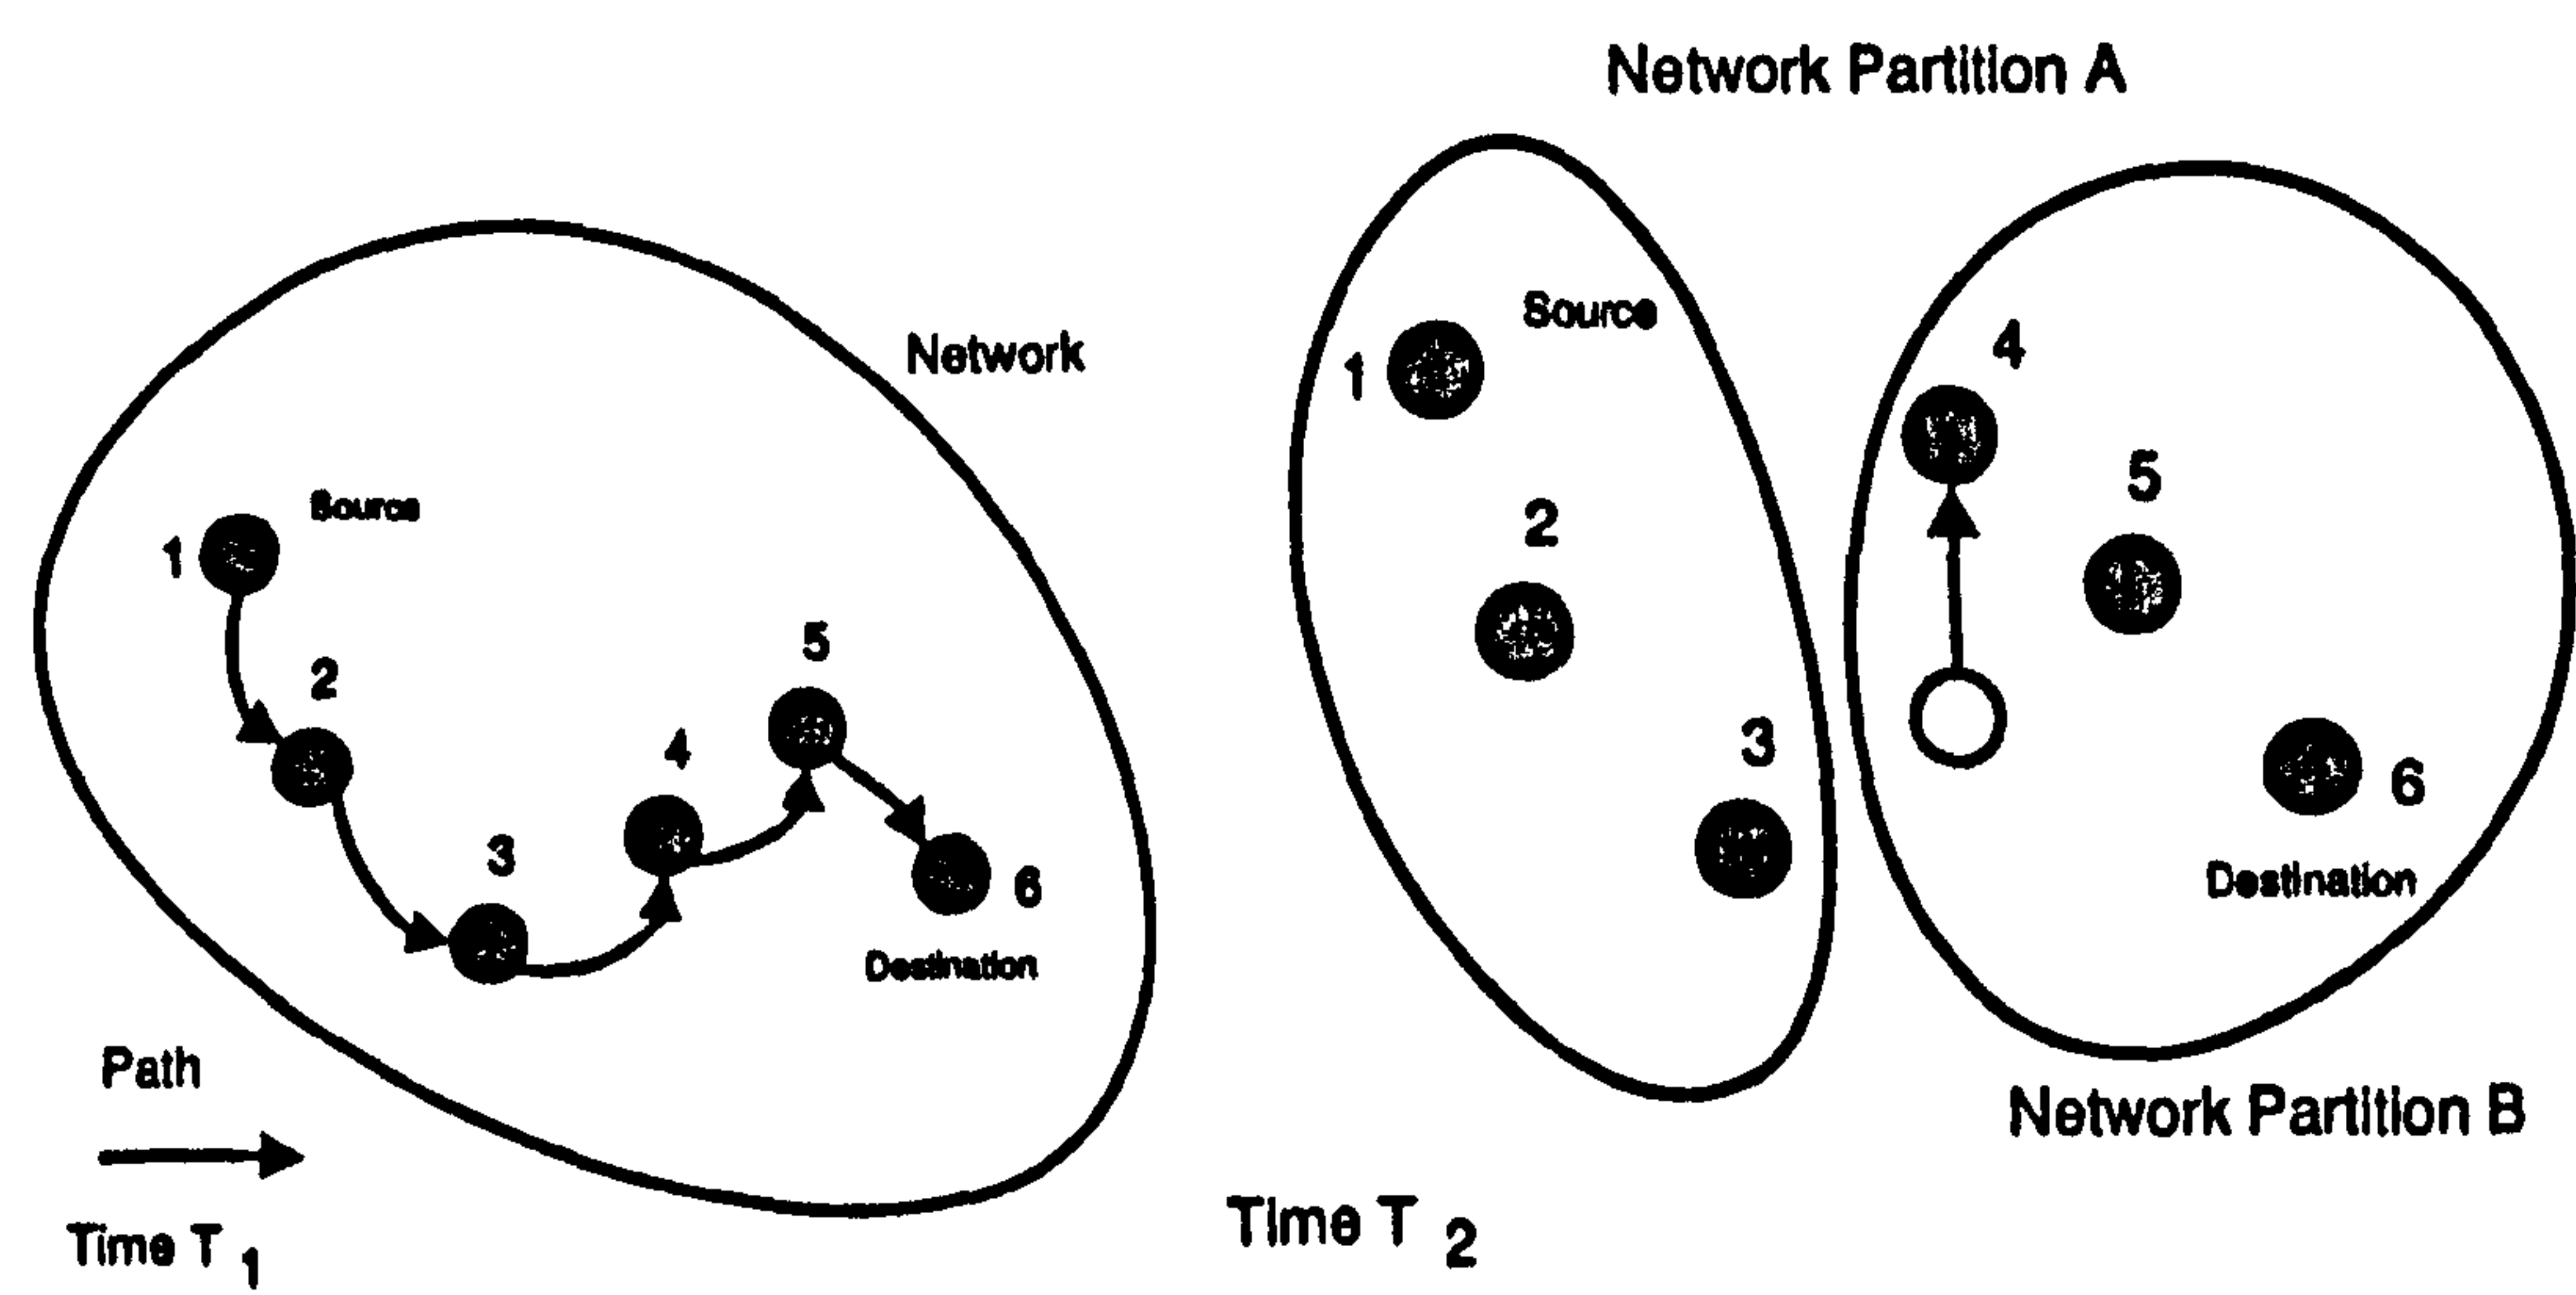 Network
Source
1
2
3
4
5
6
Destination
Path
Time T 1
Network Partition A
Source
1
2
3
4
5
6
Destination
Network Partition B
Time T 2